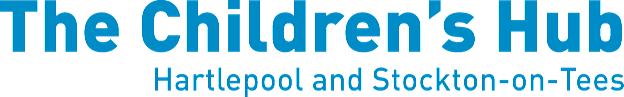 The Children's Hub
Hartlepool and Stockton-on-Tees